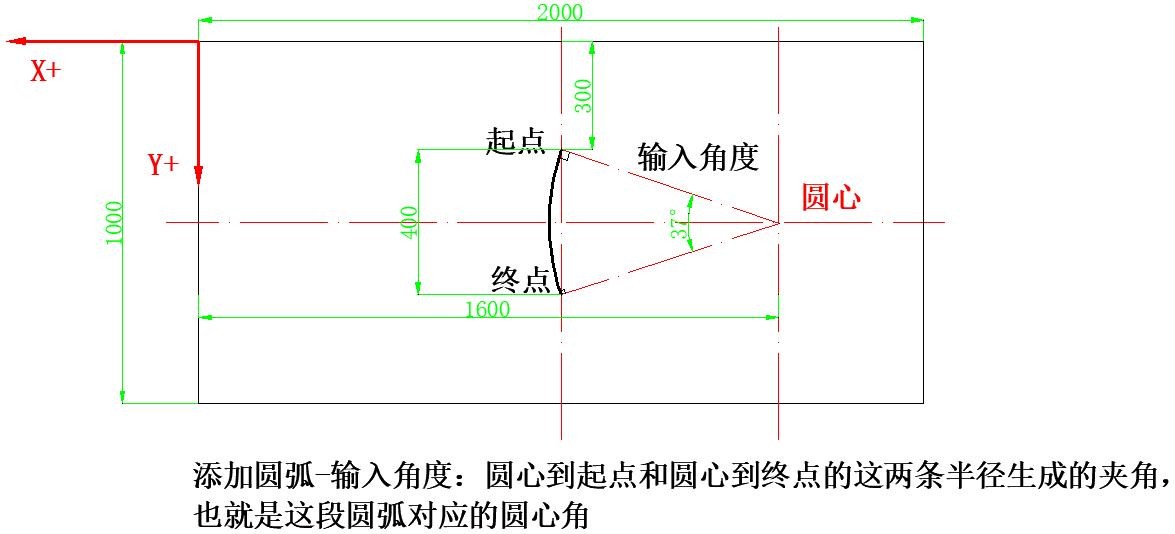 2000
X+
300
起点
输入角度
Y+
圆心
1000
400
37°
终点
1600
添加圆弧-输入角度：圆心到起点和圆心到终点的这两条半径生成的夹角，
也就是这段圆弧对应的圆心角